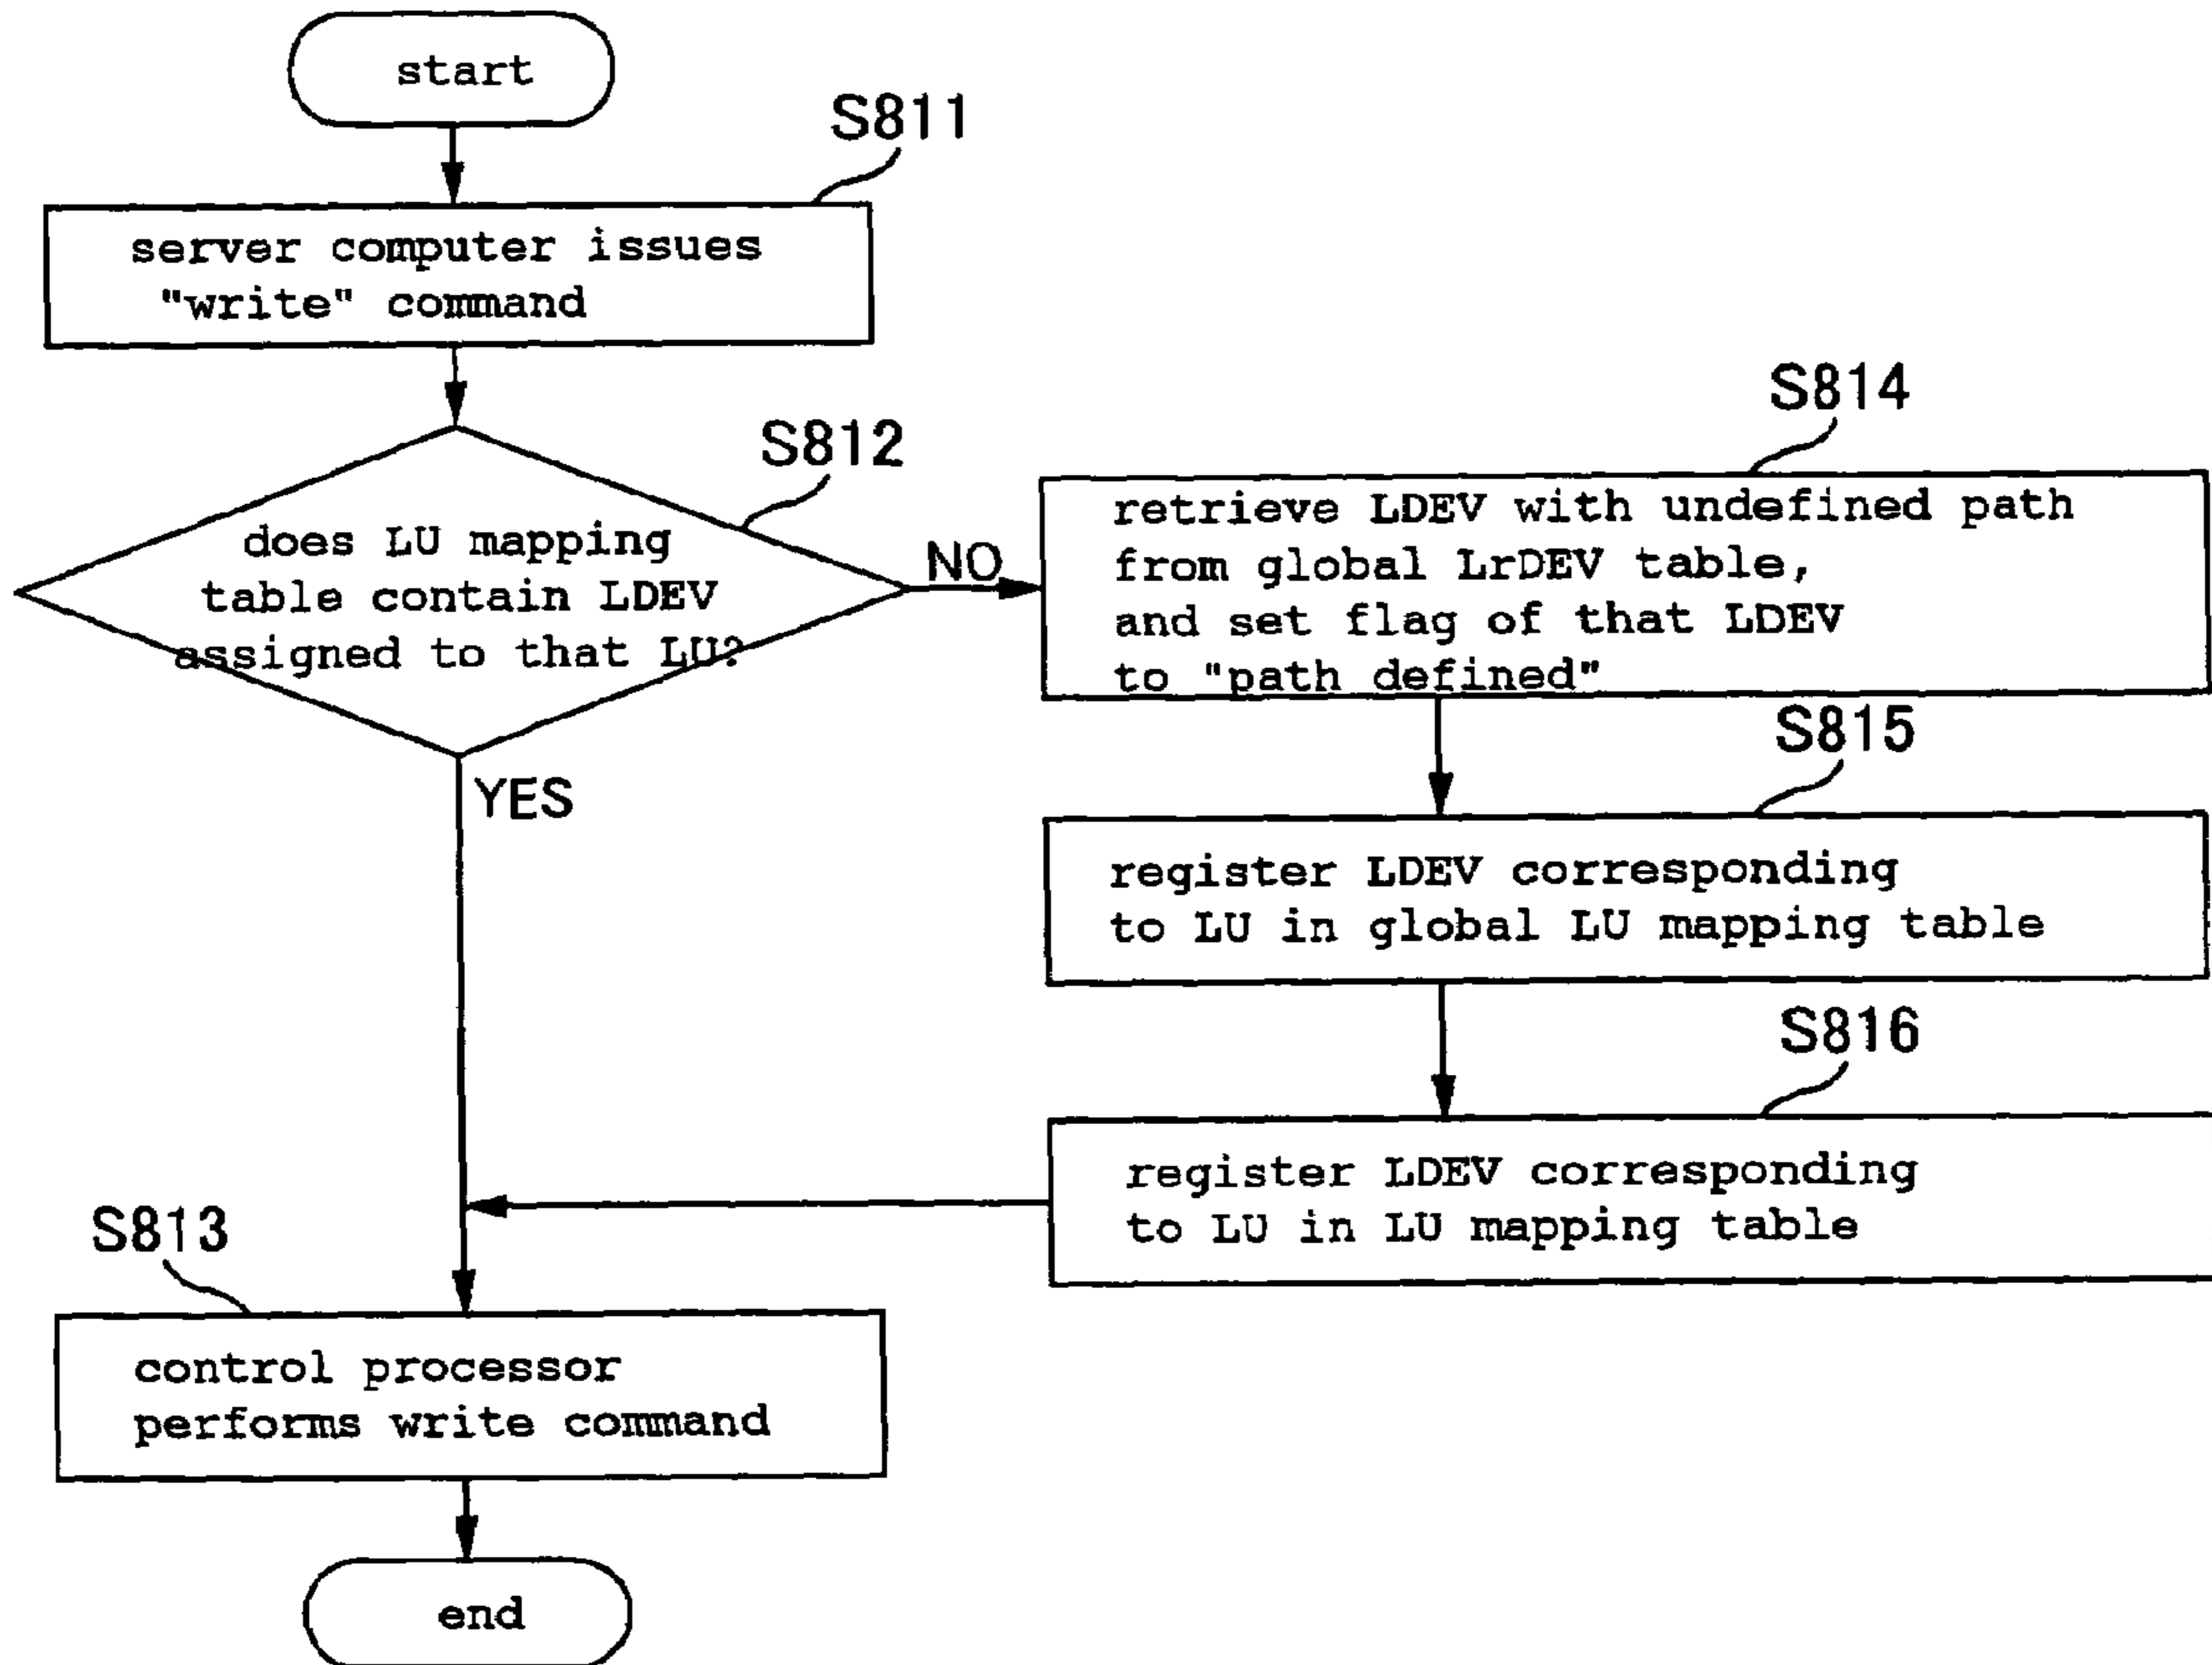 start
S811
server computer issues
"write" command
S812
does LU mapping
table contain LDEV
assigned to that LU?
NO
YES
S814
retrieve LDEV with undefined path
from global LrDEV table,
and set flag of that LDEV
to "path defined"
S815
register LDEV corresponding
to LU in global LU mapping table
S816
register LDEV corresponding
to LU in LU mapping table
S813
control processor
performs write command
end